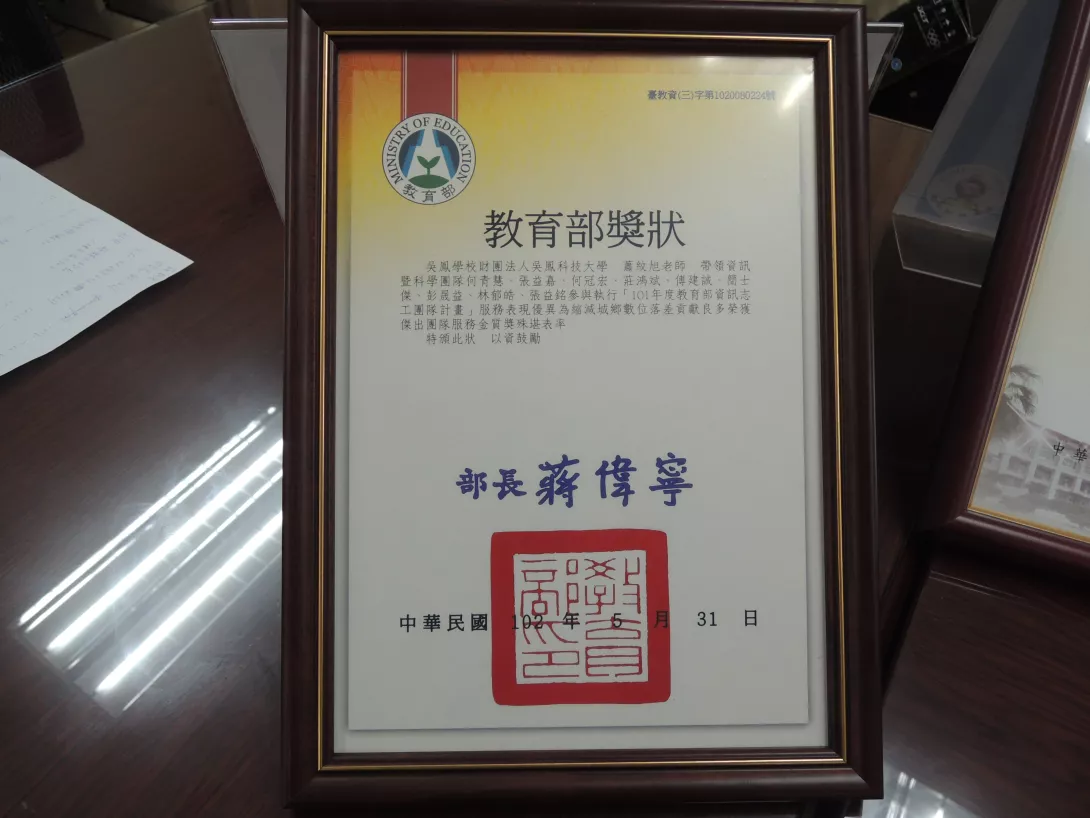 臺教資(三)字第1020080224號
MINISTRY OF EDUCATION
教育部
教育部獎狀
吳鳳學校財團法人吳鳳科技大學 蕭紋旭老師 帶領資訊
暨科學團隊何青慧、張益嘉、何冠宏、莊鴻斌、傅建誠、閻士
傑、彭晟益、林郁皓、張益銘參與執行「101年度教育部資訊志
工團隊計畫」服務表現優異為縮減城鄉數位落差貢獻良多榮獲
傑出團隊服務金質獎殊堪表率
特頒此狀 以資鼓勵
部長 蔣偉寧
教育部印
中華民國 102 年 5 月 31 日
中華